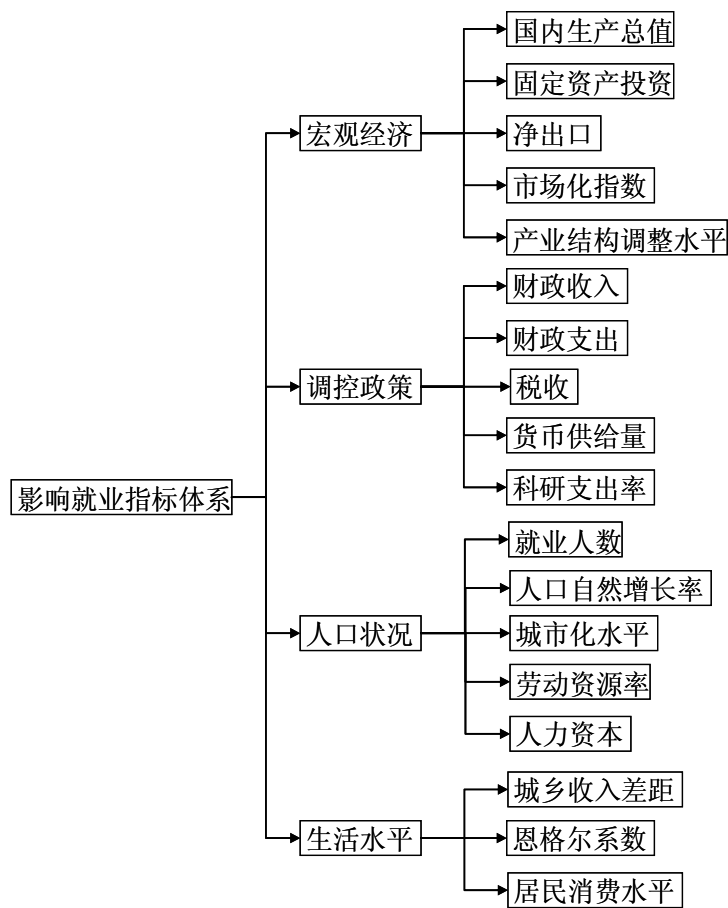 影响就业指标体系
宏观经济
国内生产总值
固定资产投资
净出口
市场化指数
产业结构调整水平
调控政策
财政收入
财政支出
税收
货币供给量
科研支出率
人口状况
就业人数
人口自然增长率
城市化水平
劳动资源率
人力资本
生活水平
城乡收入差距
恩格尔系数
居民消费水平